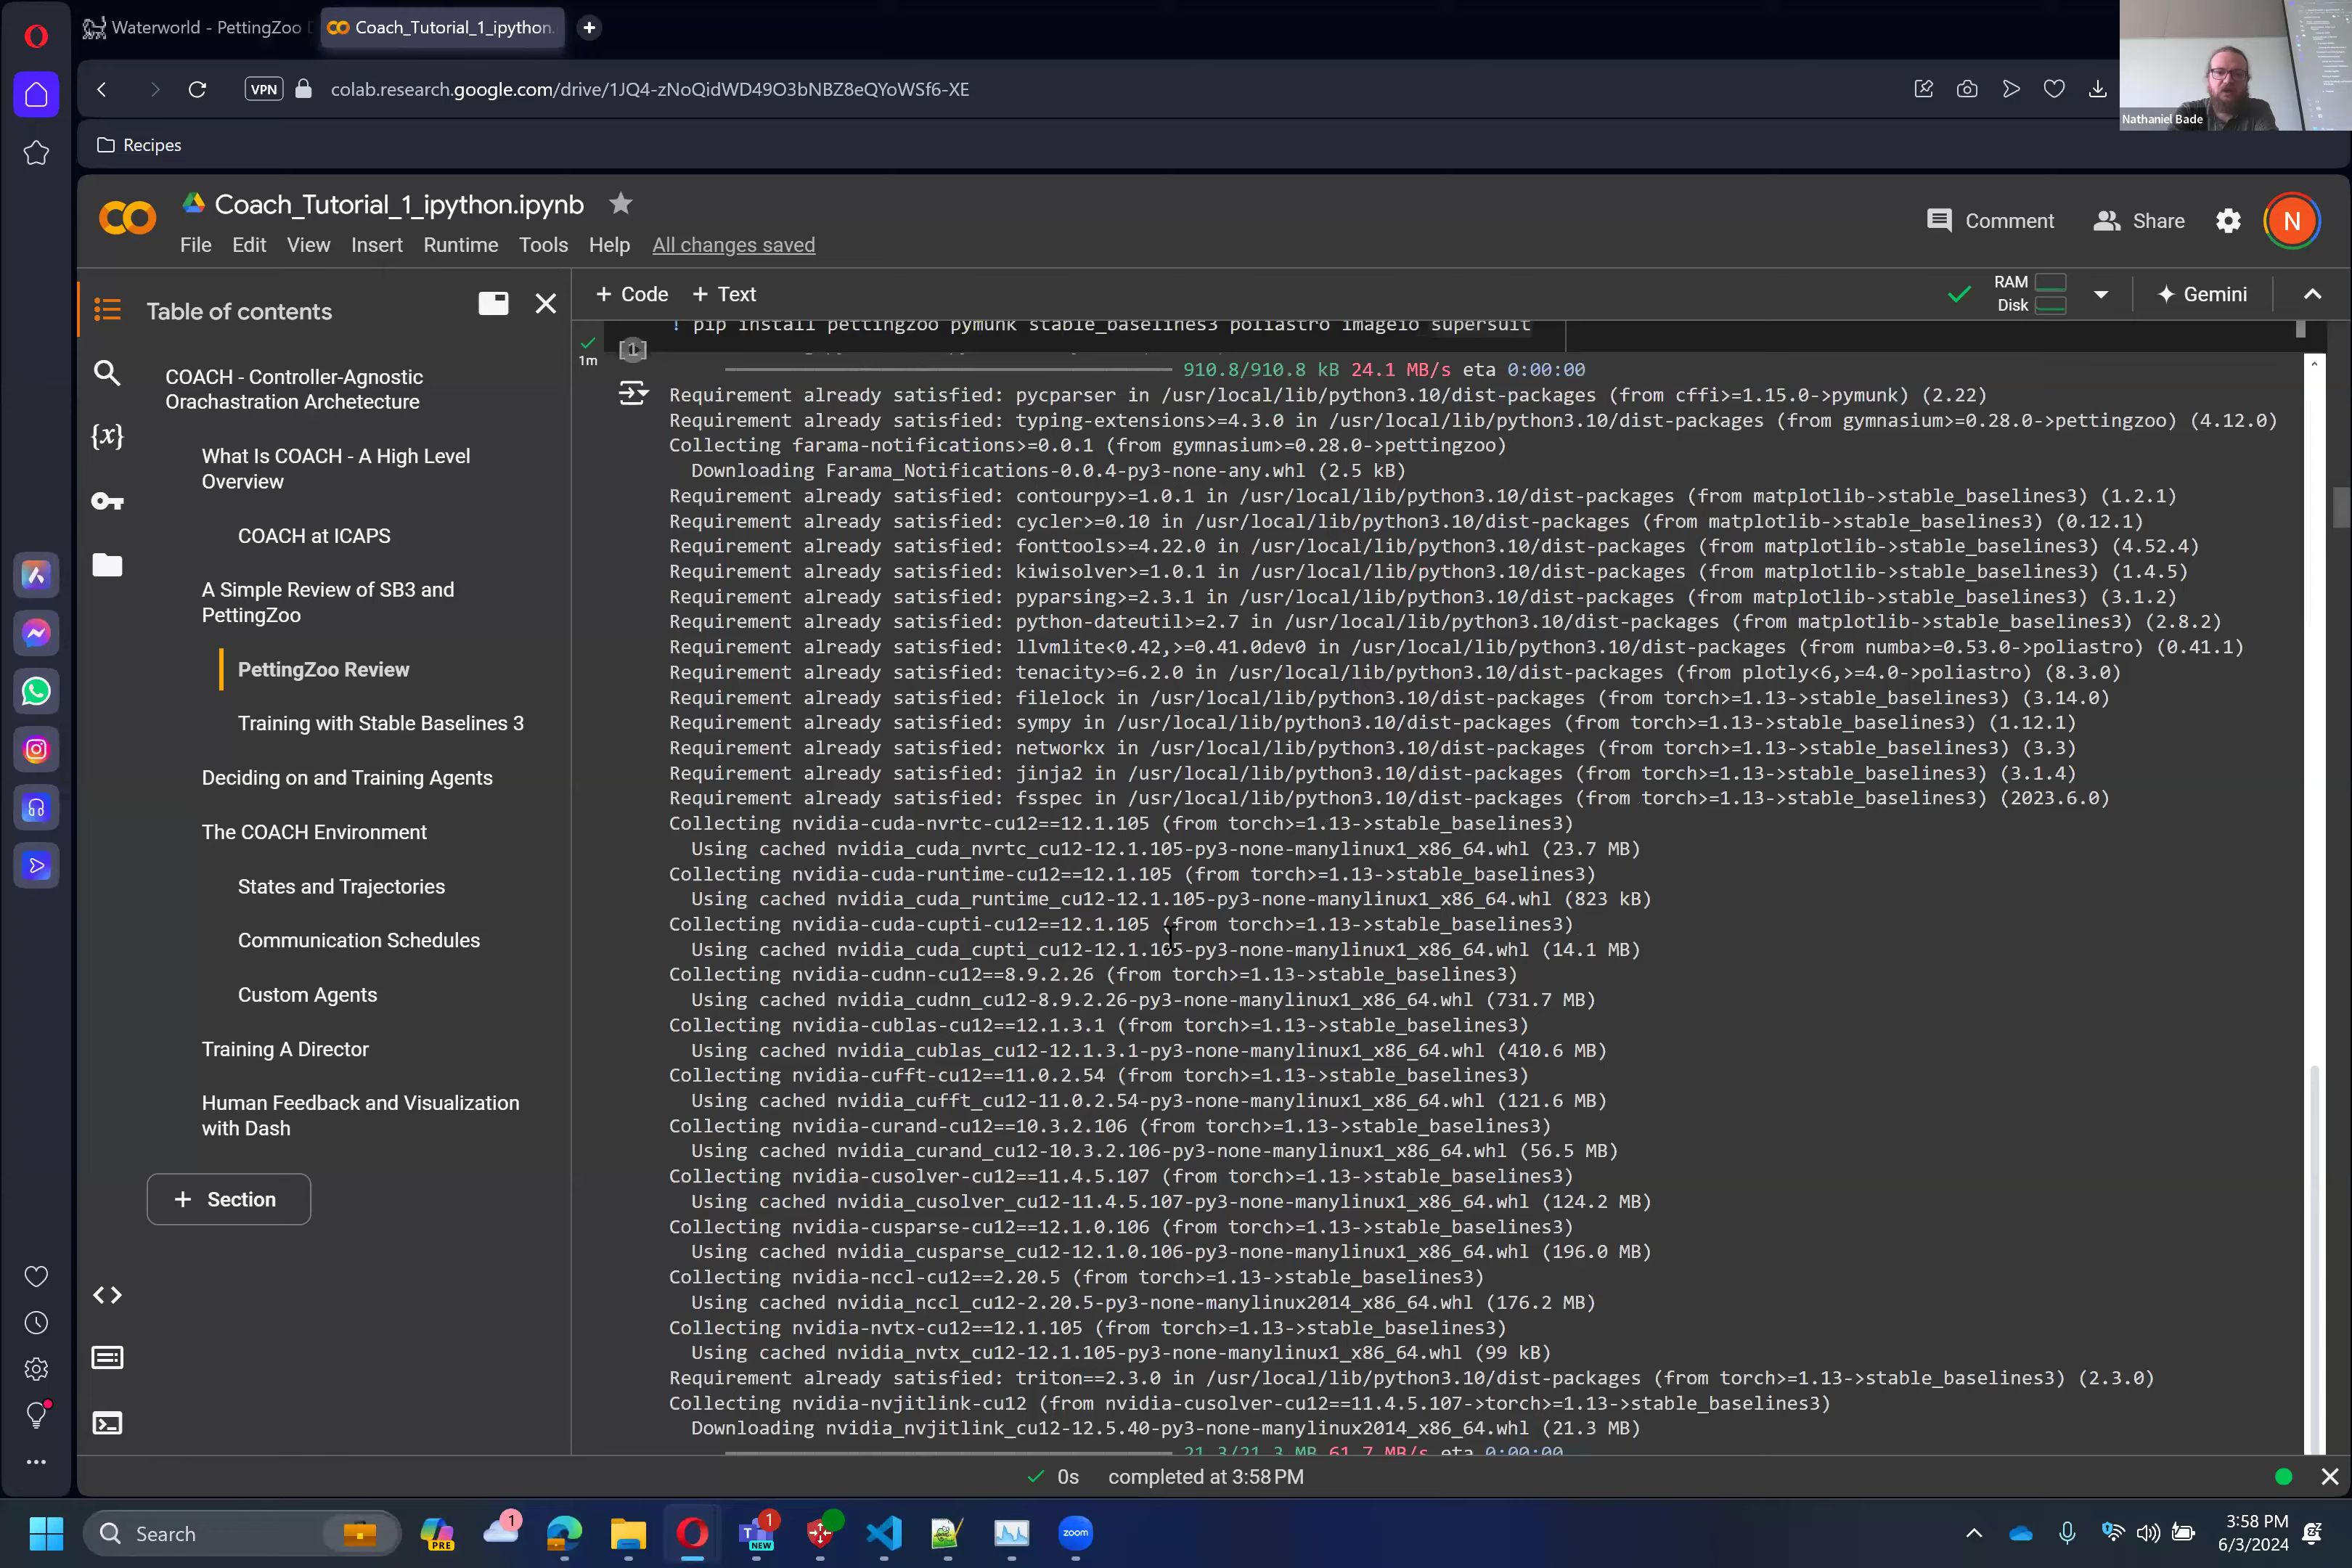 Waterworld - PettingZoo
Coach_Tutorial_1_ipython.
VPN
colab.research.google.com/drive/1JQ4-zNoQidWD49O3bNBZ8eQYoWSf6-XE
Nathaniel Bade
Recipes
Coach_Tutorial_1_ipython.ipynb
File Edit View Insert Runtime Tools Help All changes saved
Comment Share N
Table of contents
+ Code + Text
RAM
Disk
Gemini
COACH - Controller-Agnostic
Orachastration Archetecture
What Is COACH - A High Level
Overview
COACH at ICAPS
A Simple Review of SB3 and
PettingZoo
PettingZoo Review
Training with Stable Baselines 3
Deciding on and Training Agents
The COACH Environment
States and Trajectories
Communication Schedules
Custom Agents
Training A Director
Human Feedback and Visualization
with Dash
+ Section
1m
[1]
! pip install pettingzoo pymunk stable_baselines3 poliastro imageio supersuit
910.8/910.8 kB 24.1 MB/s eta 0:00:00
Requirement already satisfied: pycparser in /usr/local/lib/python3.10/dist-packages (from cffi>=1.15.0->pymunk) (2.22)
Requirement already satisfied: typing-extensions>=4.3.0 in /usr/local/lib/python3.10/dist-packages (from gymnasium>=0.28.0->pettingzoo) (4.12.0)
Collecting farama-notifications>=0.0.1 (from gymnasium>=0.28.0->pettingzoo)
Downloading Farama_Notifications-0.0.4-py3-none-any.whl (2.5 kB)
Requirement already satisfied: contourpy>=1.0.1 in /usr/local/lib/python3.10/dist-packages (from matplotlib->stable_baselines3) (1.2.1)
Requirement already satisfied: cycler>=0.10 in /usr/local/lib/python3.10/dist-packages (from matplotlib->stable_baselines3) (0.12.1)
Requirement already satisfied: fonttools>=4.22.0 in /usr/local/lib/python3.10/dist-packages (from matplotlib->stable_baselines3) (4.52.4)
Requirement already satisfied: kiwisolver>=1.0.1 in /usr/local/lib/python3.10/dist-packages (from matplotlib->stable_baselines3) (1.4.5)
Requirement already satisfied: pyparsing>=2.3.1 in /usr/local/lib/python3.10/dist-packages (from matplotlib->stable_baselines3) (3.1.2)
Requirement already satisfied: python-dateutil>=2.7 in /usr/local/lib/python3.10/dist-packages (from matplotlib->stable_baselines3) (2.8.2)
Requirement already satisfied: llvmlite<0.42,>=0.41.0dev0 in /usr/local/lib/python3.10/dist-packages (from numba>=0.53.0->poliastro) (0.41.1)
Requirement already satisfied: tenacity>=6.2.0 in /usr/local/lib/python3.10/dist-packages (from plotly<6,>=4.0->poliastro) (8.3.0)
Requirement already satisfied: filelock in /usr/local/lib/python3.10/dist-packages (from torch>=1.13->stable_baselines3) (3.14.0)
Requirement already satisfied: sympy in /usr/local/lib/python3.10/dist-packages (from torch>=1.13->stable_baselines3) (1.12.1)
Requirement already satisfied: networkx in /usr/local/lib/python3.10/dist-packages (from torch>=1.13->stable_baselines3) (3.3)
Requirement already satisfied: jinja2 in /usr/local/lib/python3.10/dist-packages (from torch>=1.13->stable_baselines3) (3.1.4)
Requirement already satisfied: fsspec in /usr/local/lib/python3.10/dist-packages (from torch>=1.13->stable_baselines3) (2023.6.0)
Collecting nvidia-cuda-nvrtc-cu12==12.1.105 (from torch>=1.13->stable_baselines3)
Using cached nvidia_cuda_nvrtc_cu12-12.1.105-py3-none-manylinux1_x86_64.whl (23.7 MB)
Collecting nvidia-cuda-runtime-cu12==12.1.105 (from torch>=1.13->stable_baselines3)
Using cached nvidia_cuda_runtime_cu12-12.1.105-py3-none-manylinux1_x86_64.whl (823 kB)
Collecting nvidia-cuda-cupti-cu12==12.1.105 (from torch>=1.13->stable_baselines3)
Using cached nvidia_cuda_cupti_cu12-12.1.105-py3-none-manylinux1_x86_64.whl (14.1 MB)
Collecting nvidia-cudnn-cu12==8.9.2.26 (from torch>=1.13->stable_baselines3)
Using cached nvidia_cudnn_cu12-8.9.2.26-py3-none-manylinux1_x86_64.whl (731.7 MB)
Collecting nvidia-cublas-cu12==12.1.3.1 (from torch>=1.13->stable_baselines3)
Using cached nvidia_cublas_cu12-12.1.3.1-py3-none-manylinux1_x86_64.whl (410.6 MB)
Collecting nvidia-cufft-cu12==11.0.2.54 (from torch>=1.13->stable_baselines3)
Using cached nvidia_cufft_cu12-11.0.2.54-py3-none-manylinux1_x86_64.whl (121.6 MB)
Collecting nvidia-curand-cu12==10.3.2.106 (from torch>=1.13->stable_baselines3)
Using cached nvidia_curand_cu12-10.3.2.106-py3-none-manylinux1_x86_64.whl (56.5 MB)
Collecting nvidia-cusolver-cu12==11.4.5.107 (from torch>=1.13->stable_baselines3)
Using cached nvidia_cusolver_cu12-11.4.5.107-py3-none-manylinux1_x86_64.whl (124.2 MB)
Collecting nvidia-cusparse-cu12==12.1.0.106 (from torch>=1.13->stable_baselines3)
Using cached nvidia_cusparse_cu12-12.1.0.106-py3-none-manylinux1_x86_64.whl (196.0 MB)
Collecting nvidia-nccl-cu12==2.20.5 (from torch>=1.13->stable_baselines3)
Using cached nvidia_nccl_cu12-2.20.5-py3-none-manylinux2014_x86_64.whl (176.2 MB)
Collecting nvidia-nvtx-cu12==12.1.105 (from torch>=1.13->stable_baselines3)
Using cached nvidia_nvtx_cu12-12.1.105-py3-none-manylinux1_x86_64.whl (99 kB)
Requirement already satisfied: triton==2.3.0 in /usr/local/lib/python3.10/dist-packages (from torch>=1.13->stable_baselines3) (2.3.0)
Collecting nvidia-nvjitlink-cu12 (from nvidia-cusolver-cu12==11.4.5.107->torch>=1.13->stable_baselines3)
Downloading nvidia_nvjitlink_cu12-12.5.40-py3-none-manylinux2014_x86_64.whl (21.3 MB)
21.3/21.3 MB 61.7 MB/s eta 0:00:00
0s completed at 3:58 PM
Search
PRE
1
1
NEW
zoom
3:58 PM
6/3/2024